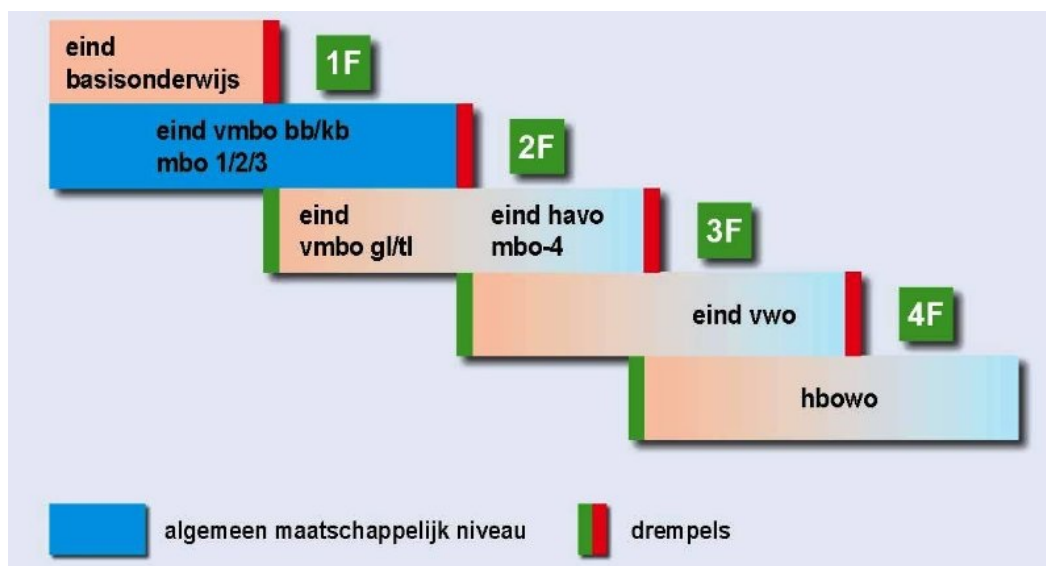 eind
basisonderwijs
1F
eind vmbo bb/kb
mbo 1/2/3
2F
eind
vmbo gl/tl
eind havo
mbo-4
3F
eind vwo
4F
hbowo
algemeen maatschappelijk niveau
drempels